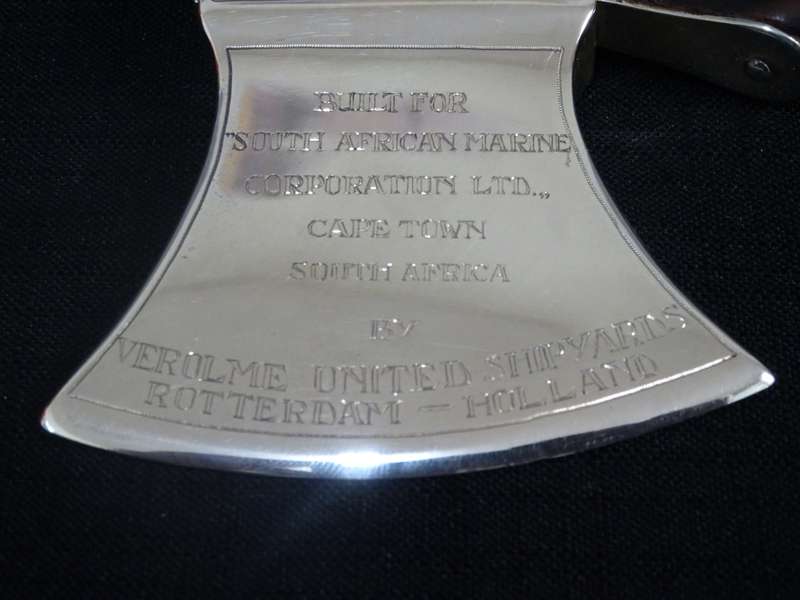 BUILT FOR
"SOUTH AFRICAN MARINE
CORPORATION LTD.„
CAPE TOWN
SOUTH AFRICA
BY
VEROLME UNITED SHIPYARDS
ROTTERDAM – HOLLAND